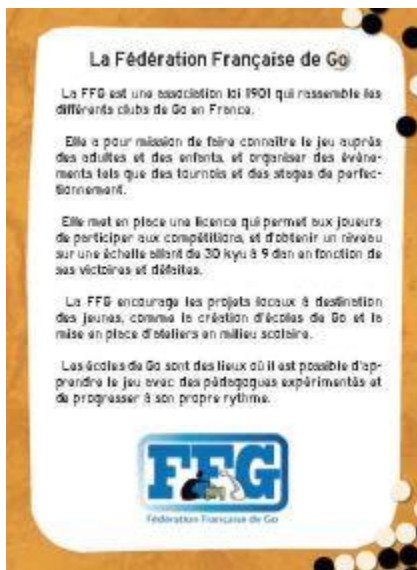 La Fédération Française de Go
La FFG est une association loi 1901 qui rassemble les
différents clubs de Go en France.
Elle a pour mission de faire connaître le jeu auprès
des adultes et des enfants, et organiser des évène-
ments tels que des tournois et des stages de perfec-
tionnement.
Elle met en place une licence qui permet aux joueurs
de participer aux compétitions, et d'obtenir un niveau
sur une échelle allant de 30 kyu à 9 dan en fonction de
ses victoires et défaites.
La FFG encourage les projets locaux à destination
des jeunes, comme la création d'écoles de Go et la
mise en place d'ateliers en milieu scolaire.
Les écoles de Go sont des lieux où il est possible d'ap-
prendre le jeu avec des pédagogues expérimentés et
de progresser à son propre rythme.
FFG
Fédération Française de Go